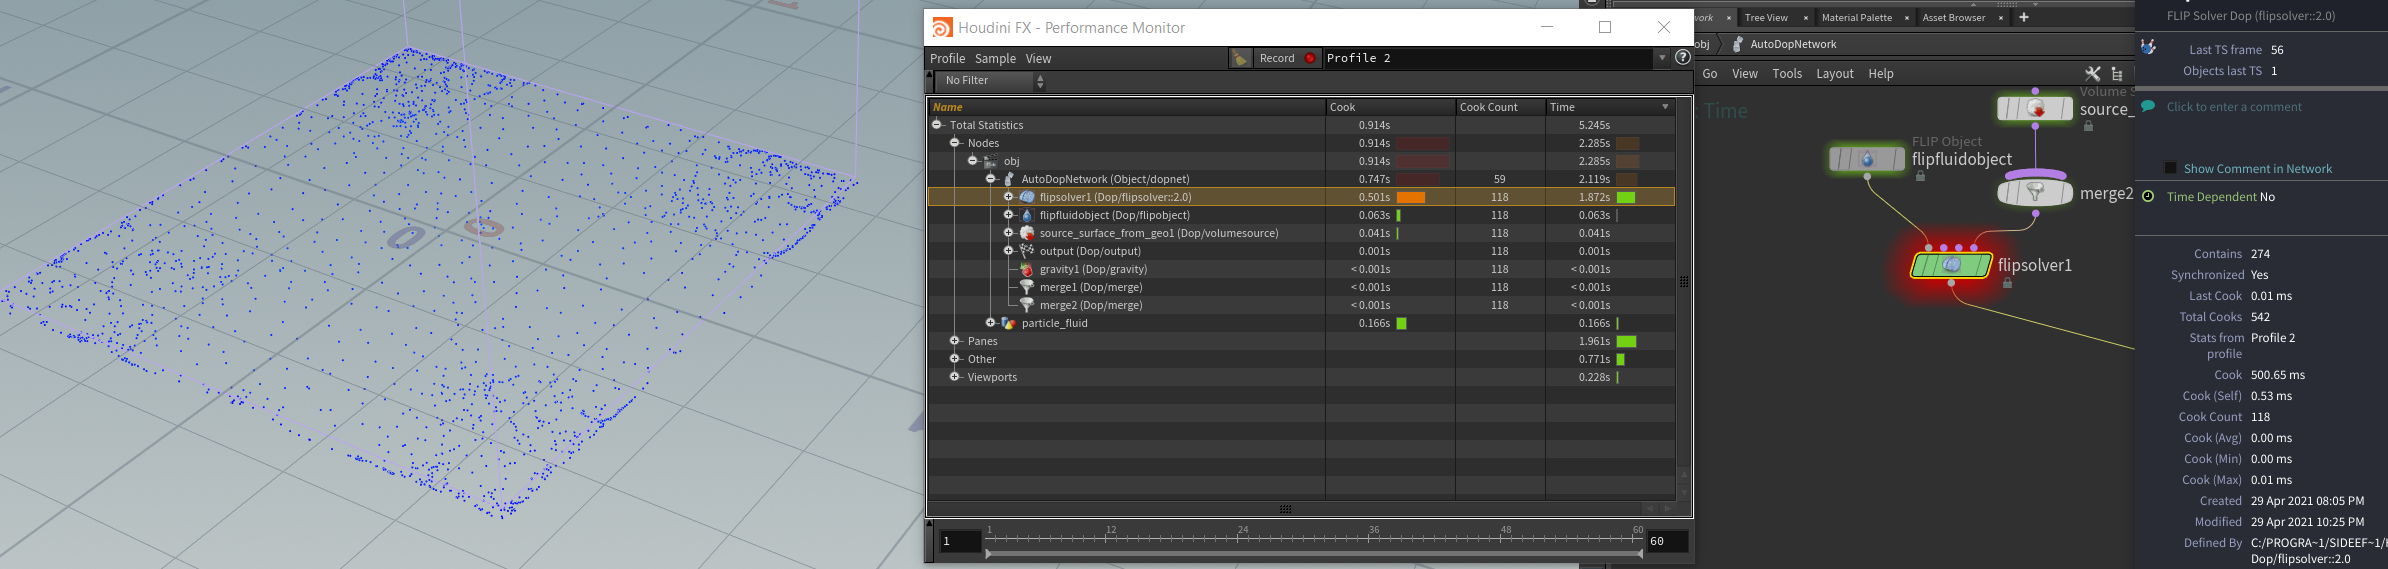 Houdini FX - Performance Monitor
Profile Sample View
Record
Profile 2
No Filter
Name Cook Cook Count Time
Total Statistics 0.914s 5.245s
Nodes 0.914s 2.285s
obj 0.914s 2.285s
AutoDopNetwork (Object/dopnet) 0.747s 59 2.119s
flipsolver1 (Dop/flipsolver::2.0) 0.501s 118 1.872s
flipfluidobject (Dop/flipobject) 0.063s 118 0.063s
source_surface_from_geo1 (Dop/volumesource) 0.041s 118 0.041s
output (Dop/output) 0.001s 118 0.001s
gravity1 (Dop/gravity) < 0.001s 118 < 0.001s
merge1 (Dop/merge) < 0.001s 118 < 0.001s
merge2 (Dop/merge) < 0.001s 118 < 0.001s
particle_fluid 0.166s 0.166s
Panes 1.961s
Other 0.771s
Viewports 0.228s
1 1 12 24 36 48 60 60
work Tree View Material Palette Asset Browser
obj AutoDopNetwork
Go View Tools Layout Help
Time
Volume S
source_
FLIP Object
flipfluidobject
merge2
flipsolver1
FLIP Solver Dop (flipsolver::2.0)
Last TS frame 56
Objects last TS 1
Click to enter a comment
Show Comment in Network
Time Dependent No
Contains 274
Synchronized Yes
Last Cook 0.01 ms
Total Cooks 542
Stats from profile Profile 2
Cook 500.65 ms
Cook (Self) 0.53 ms
Cook Count 118
Cook (Avg) 0.00 ms
Cook (Min) 0.00 ms
Cook (Max) 0.01 ms
Created 29 Apr 2021 08:05 PM
Modified 29 Apr 2021 10:25 PM
Defined By C:/PROGRA~1/SIDEEF~1/
Dop/flipsolver::2.0